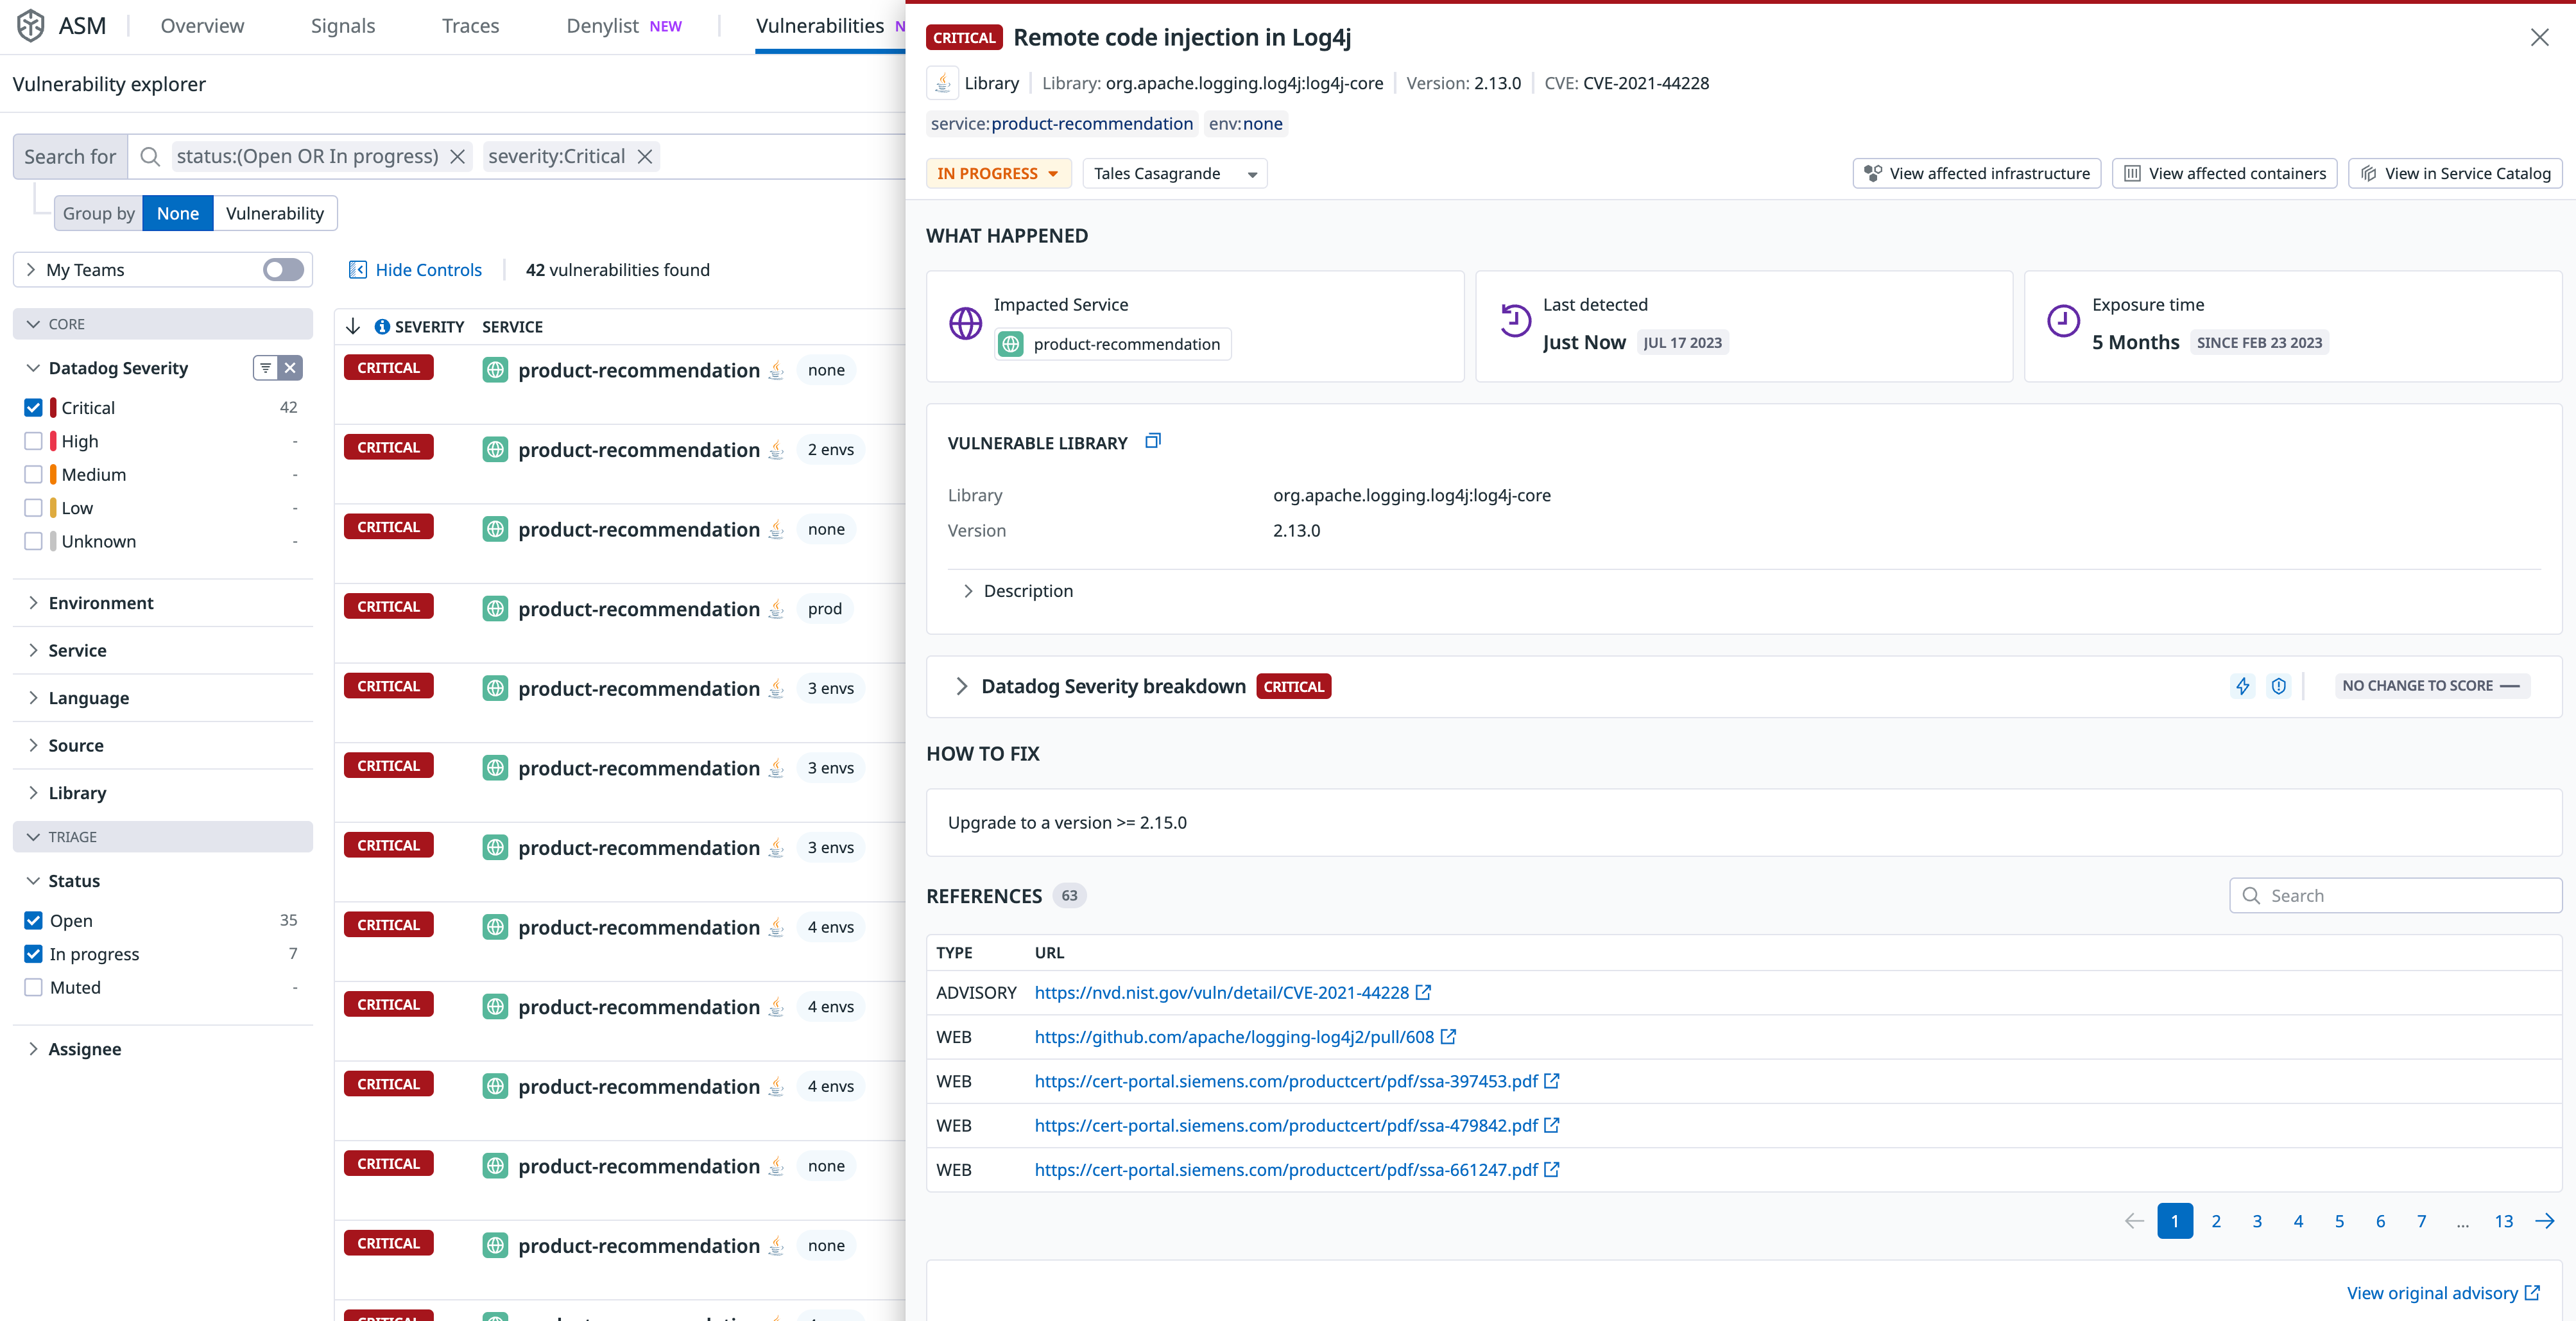 ASM
Overview
Signals
Traces
Denylist NEW
Vulnerabilities
Vulnerability explorer
Search for status:(Open OR In progress) severity:Critical
Group by None Vulnerability
My Teams
Hide Controls
42 vulnerabilities found
CORE
Datadog Severity
Critical 42
High -
Medium -
Low -
Unknown -
Environment
Service
Language
Source
Library
TRIAGE
Status
Open 35
In progress 7
Muted -
Assignee
SEVERITY SERVICE
CRITICAL product-recommendation none
CRITICAL product-recommendation 2 envs
CRITICAL product-recommendation none
CRITICAL product-recommendation prod
CRITICAL product-recommendation 3 envs
CRITICAL product-recommendation 3 envs
CRITICAL product-recommendation 3 envs
CRITICAL product-recommendation 4 envs
CRITICAL product-recommendation 4 envs
CRITICAL product-recommendation 4 envs
CRITICAL product-recommendation none
CRITICAL product-recommendation none
CRITICAL Remote code injection in Log4j
Library Library: org.apache.logging.log4j:log4j-core Version: 2.13.0 CVE: CVE-2021-44228
service:product-recommendation env:none
IN PROGRESS Tales Casagrande
View affected infrastructure
View affected containers
View in Service Catalog
WHAT HAPPENED
Impacted Service
product-recommendation
Last detected
Just Now JUL 17 2023
Exposure time
5 Months SINCE FEB 23 2023
VULNERABLE LIBRARY
Library org.apache.logging.log4j:log4j-core
Version 2.13.0
Description
Datadog Severity breakdown CRITICAL NO CHANGE TO SCORE —
HOW TO FIX
Upgrade to a version >= 2.15.0
REFERENCES 63
Search
TYPE URL
ADVISORY https://nvd.nist.gov/vuln/detail/CVE-2021-44228
WEB https://github.com/apache/logging-log4j2/pull/608
WEB https://cert-portal.siemens.com/productcert/pdf/ssa-397453.pdf
WEB https://cert-portal.siemens.com/productcert/pdf/ssa-479842.pdf
WEB https://cert-portal.siemens.com/productcert/pdf/ssa-661247.pdf
1 2 3 4 5 6 7 ... 13
View original advisory